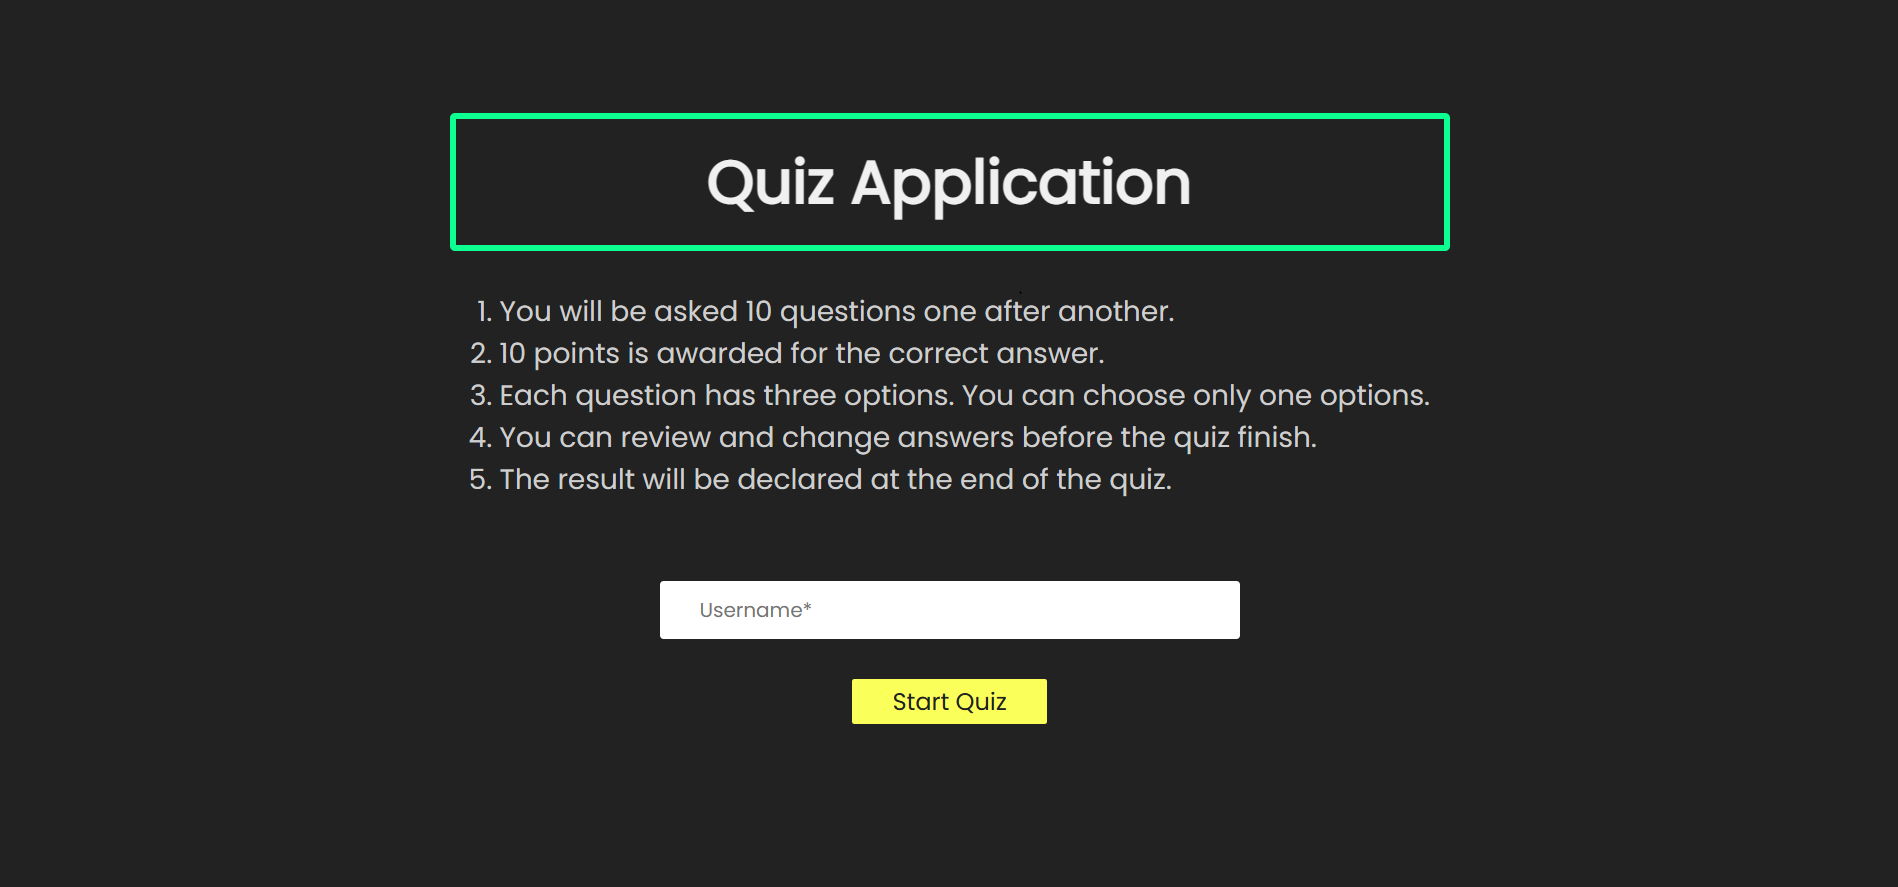 Quiz Application
1. You will be asked 10 questions one after another.
2. 10 points is awarded for the correct answer.
3. Each question has three options. You can choose only one options.
4. You can review and change answers before the quiz finish.
5. The result will be declared at the end of the quiz.
Username*
Start Quiz